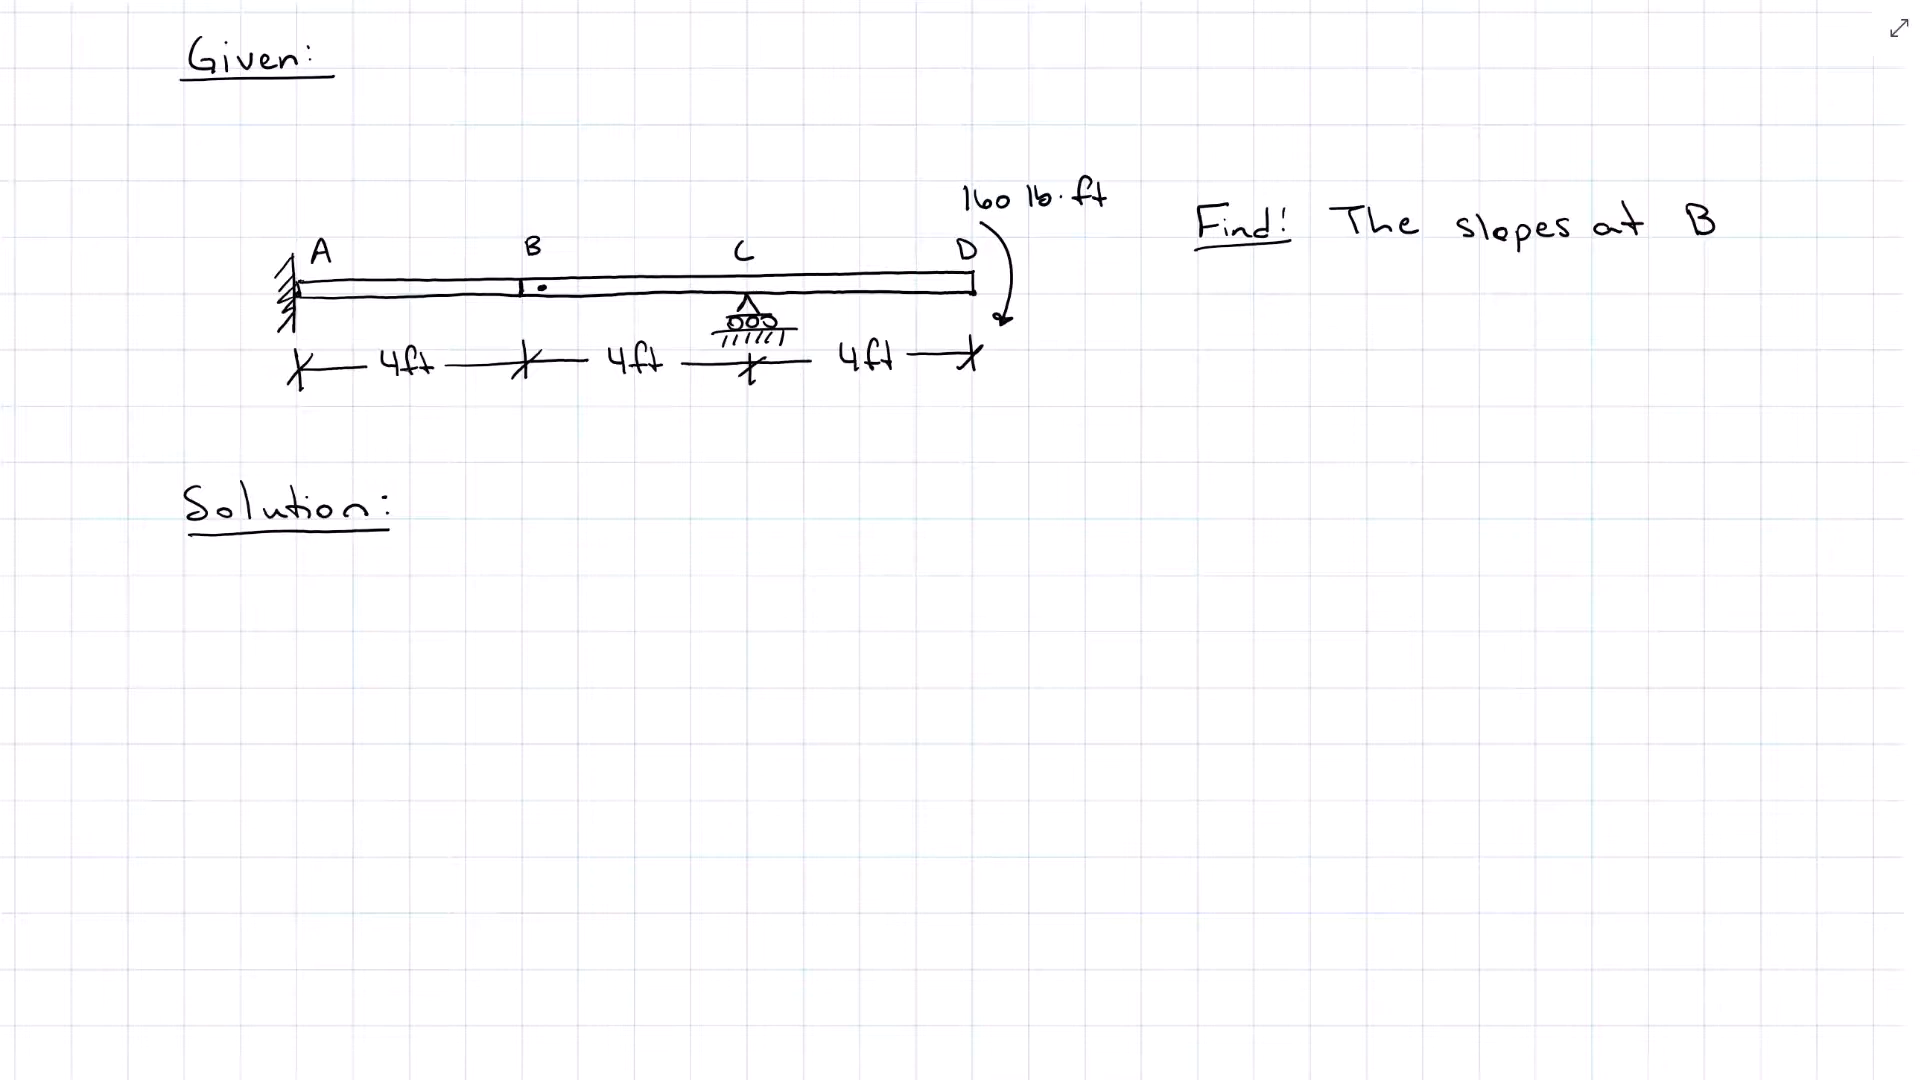 Given:
160 lb·ft
Find: The slopes at B
A B C D
4ft 4ft 4ft
Solution: